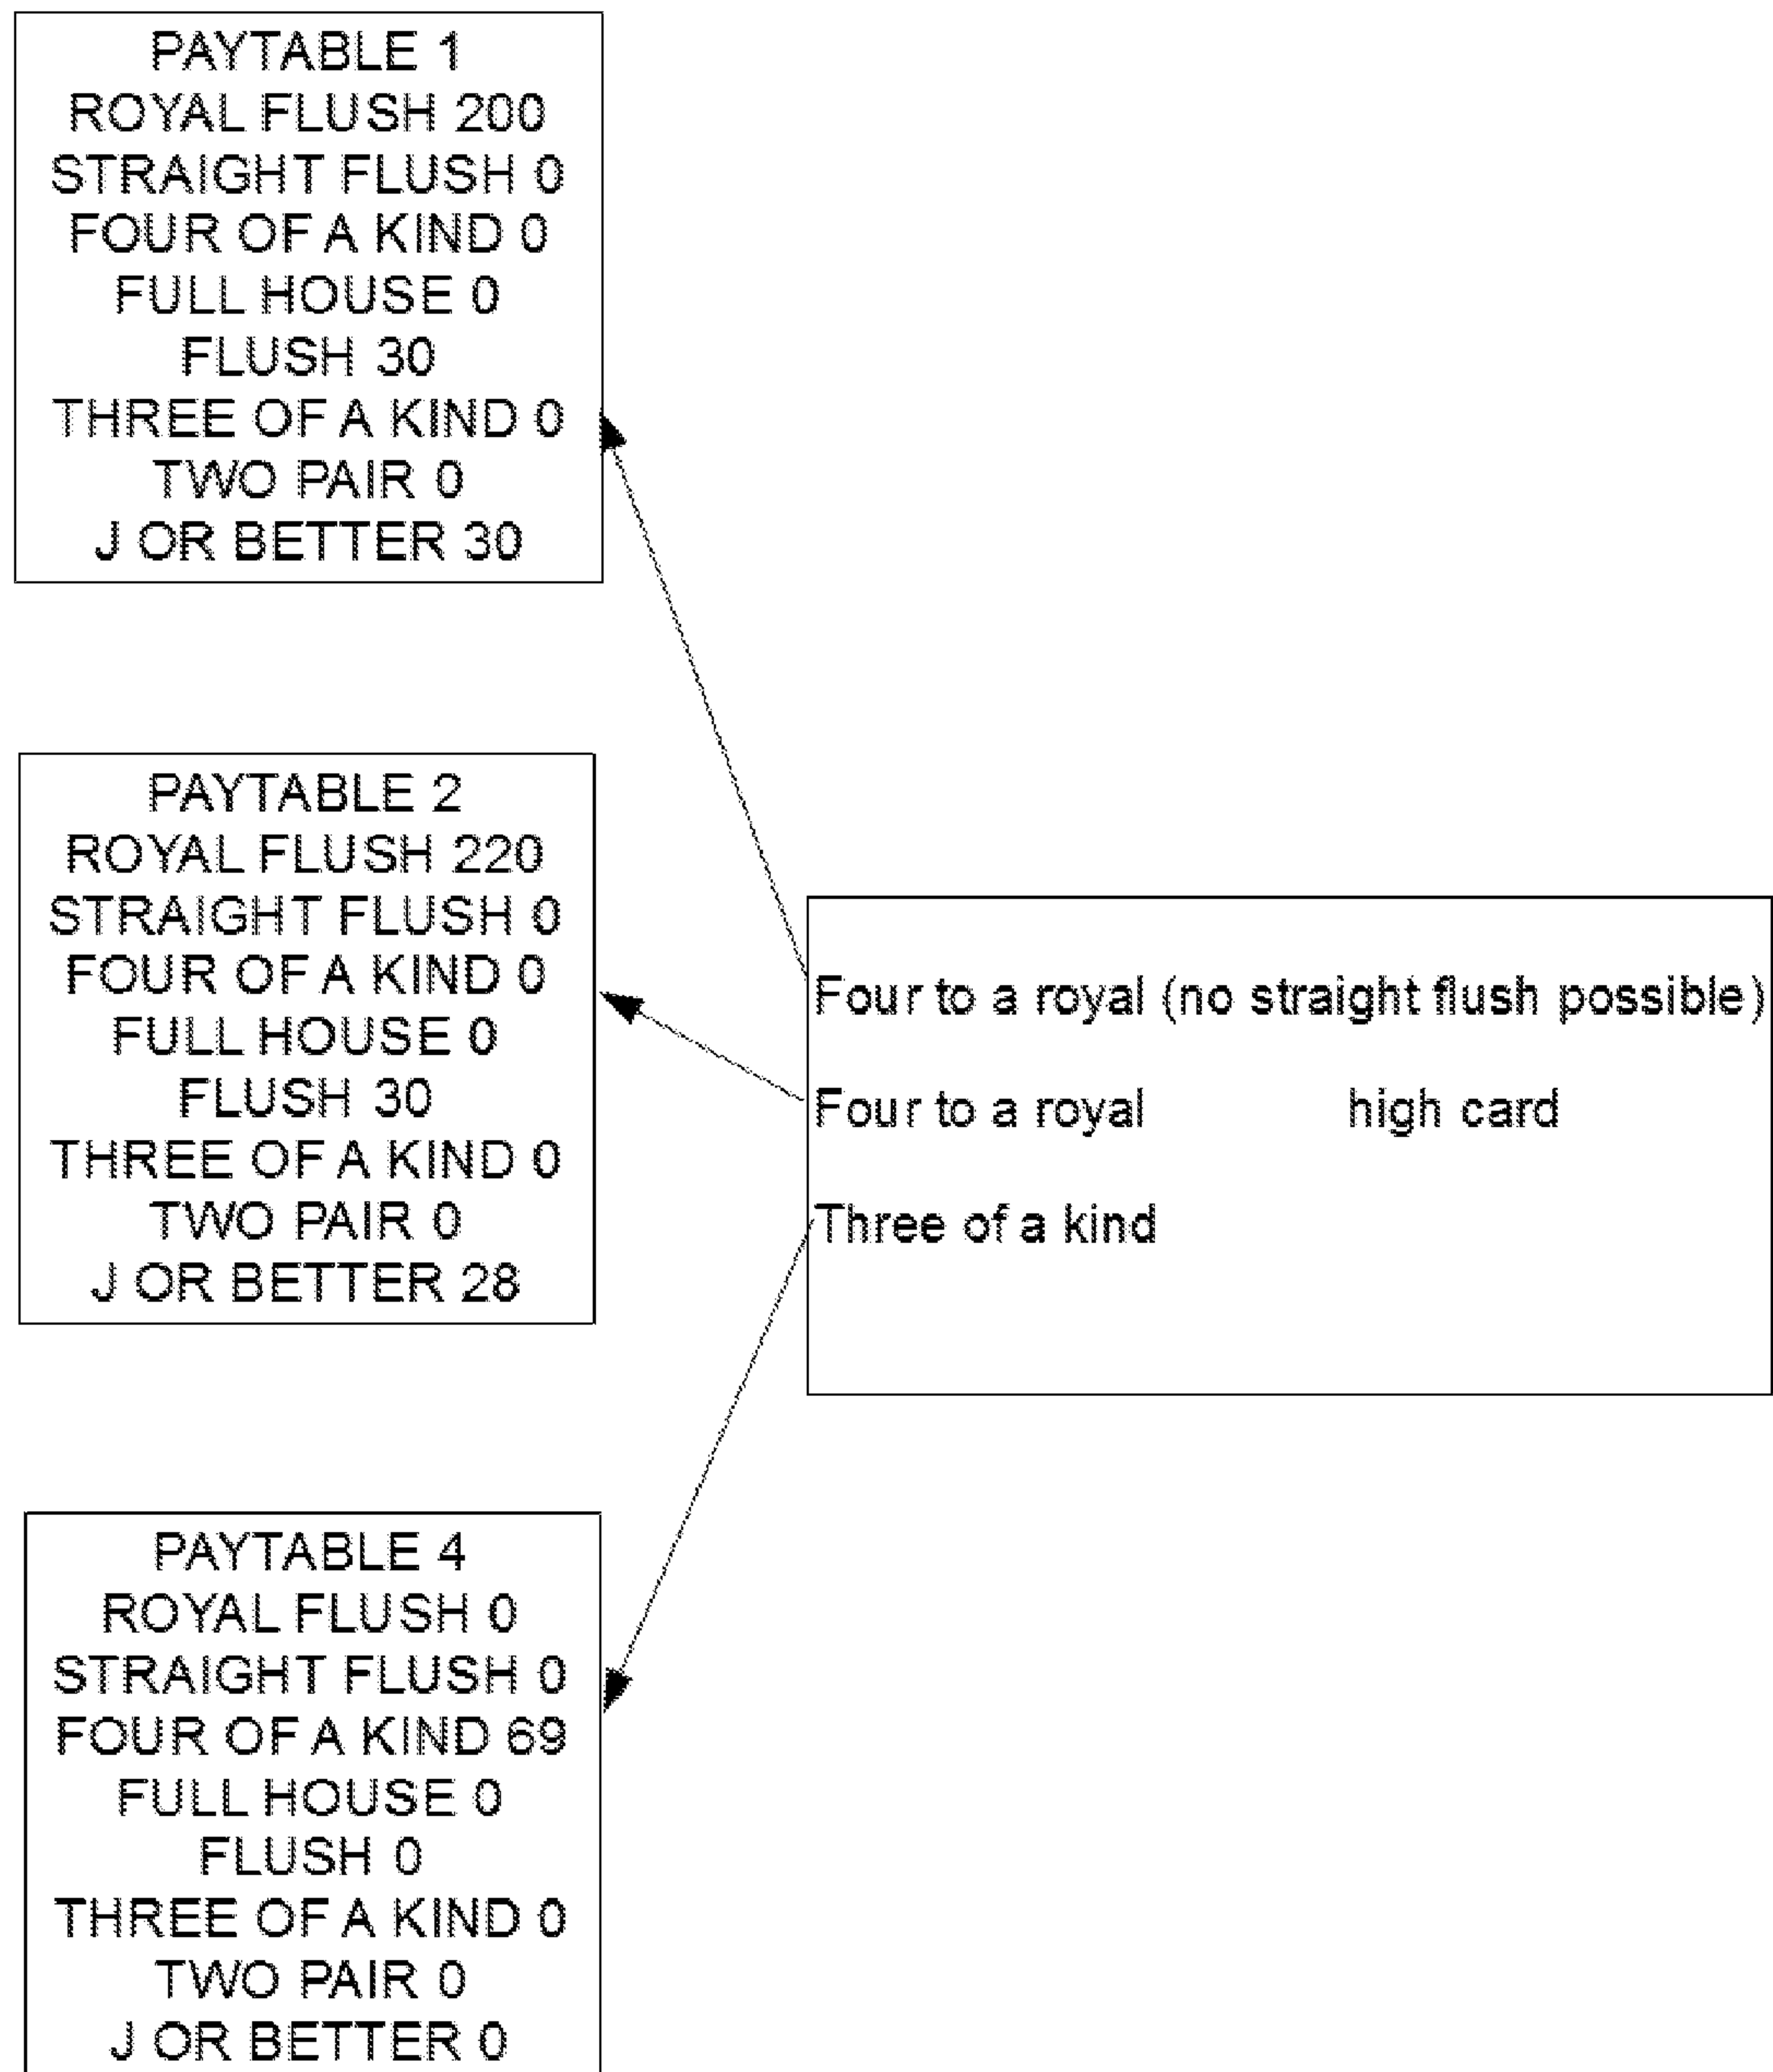 PAYTABLE 1
ROYAL FLUSH 200
STRAIGHT FLUSH 0
FOUR OF A KIND 0
FULL HOUSE 0
FLUSH 30
THREE OF A KIND 0
TWO PAIR 0
J OR BETTER 30
PAYTABLE 2
ROYAL FLUSH 220
STRAIGHT FLUSH 0
FOUR OF A KIND 0
FULL HOUSE 0
FLUSH 30
THREE OF A KIND 0
TWO PAIR 0
J OR BETTER 28
Four to a royal (no straight flush possible)
Four to a royal high card
Three of a kind
PAYTABLE 4
ROYAL FLUSH 0
STRAIGHT FLUSH 0
FOUR OF A KIND 69
FULL HOUSE 0
FLUSH 0
THREE OF A KIND 0
TWO PAIR 0
J OR BETTER 0